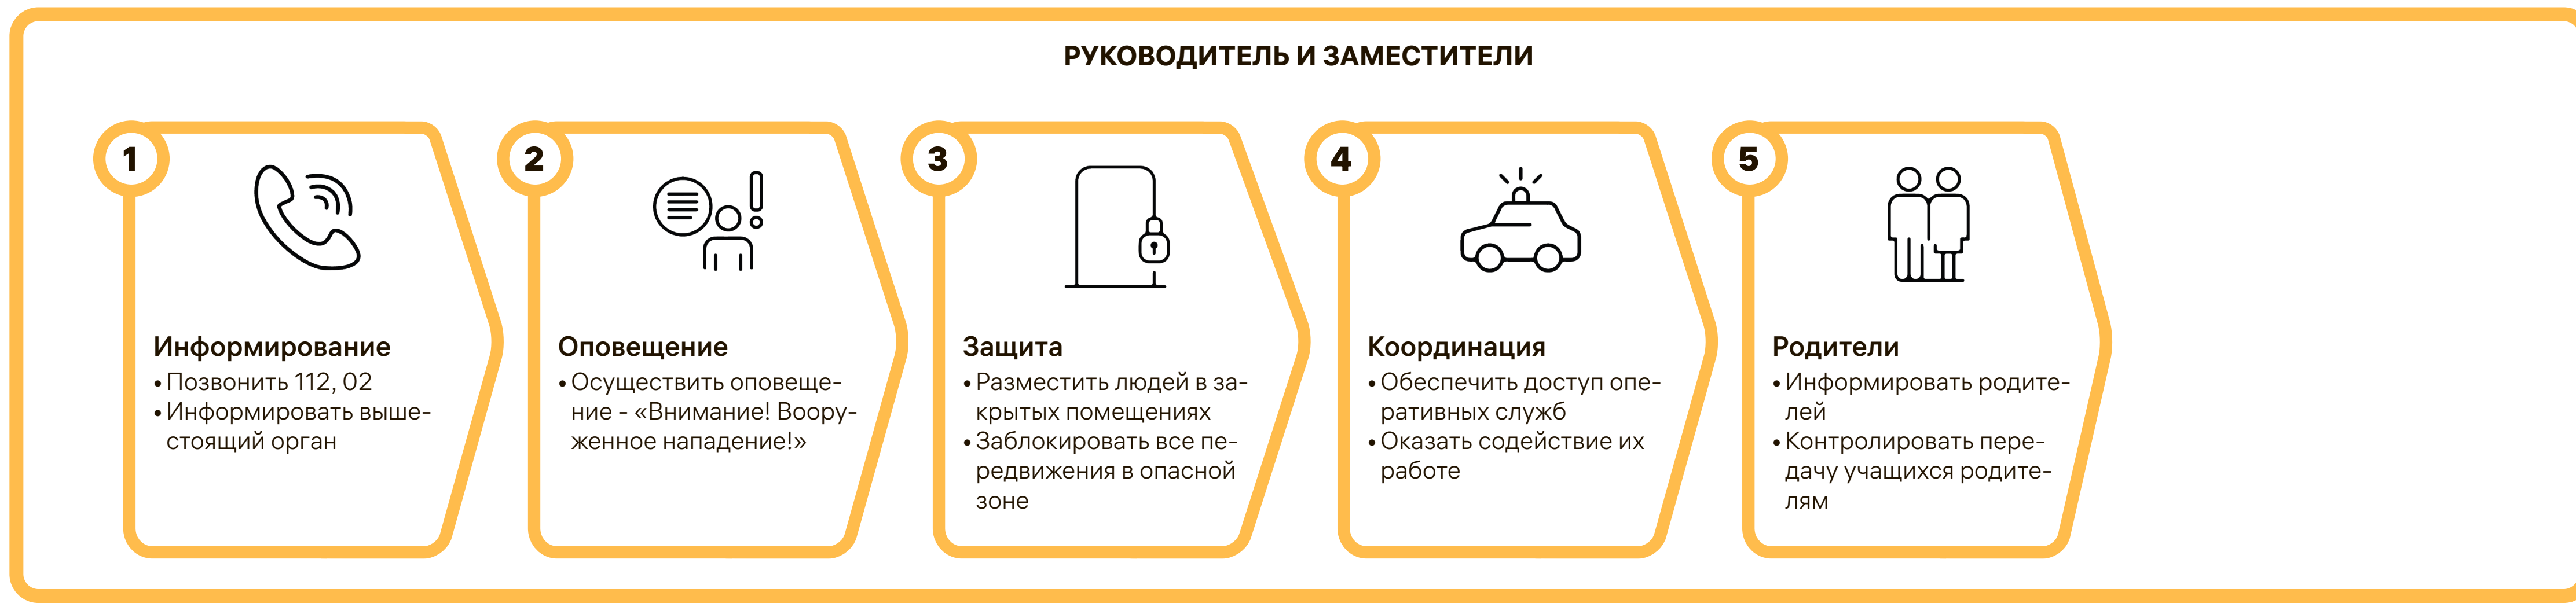 РУКОВОДИТЕЛЬ И ЗАМЕСТИТЕЛИ
1
Информирование
• Позвонить 112, 02
• Информировать выше-
стоящий орган
2
Оповещение
• Осуществить оповеще-
ние - «Внимание! Воору-
женное нападение!»
3
Защита
• Разместить людей в за-
крытых помещениях
• Заблокировать все пе-
редвижения в опасной
зоне
4
Координация
• Обеспечить доступ опе-
ративных служб
• Оказать содействие их
работе
5
Родители
• Информировать родите-
лей
• Контролировать пере-
дачу учащихся родите-
лям